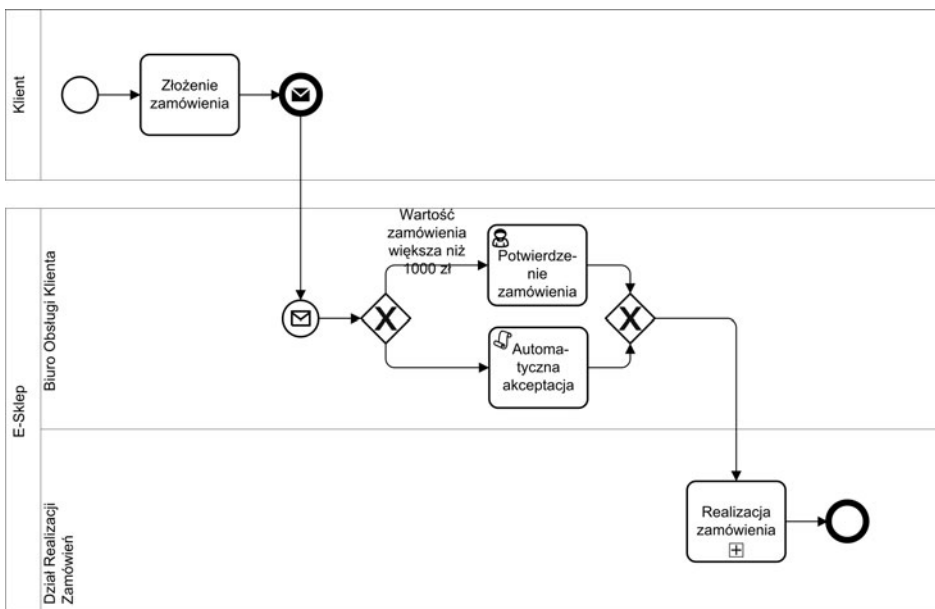 Klient
Złożenie
zamówienia
E-Sklep
Biuro Obsługi Klienta
Wartość
zamówienia
większa niż
1000 zł
Potwierdze-
nie
zamówienia
Automa-
tyczna
akceptacja
Dział Realizacji
Zamówień
Realizacja
zamówienia